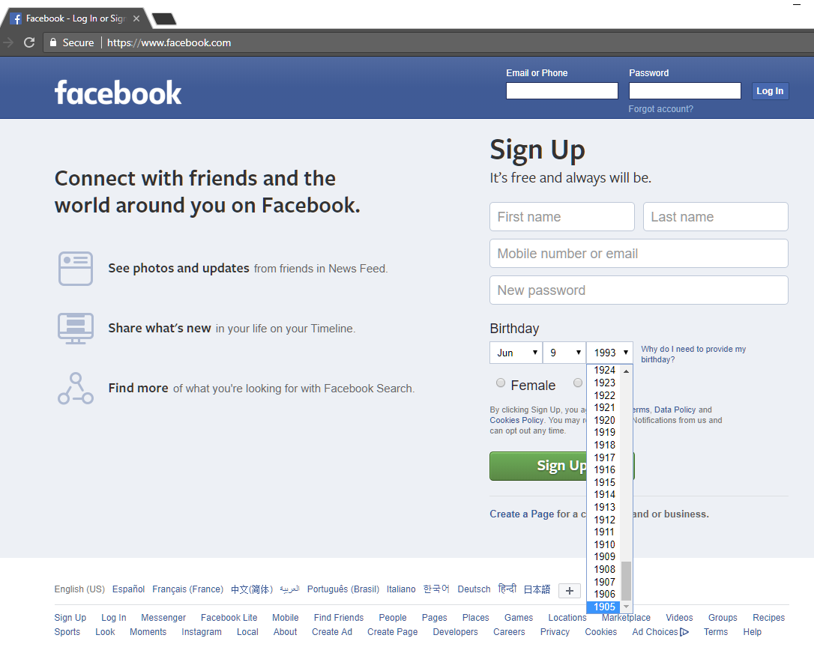 Facebook - Log In or Sign
Secure | https://www.facebook.com
facebook
Email or Phone
Password
Log In
Forgot account?
Connect with friends and the
world around you on Facebook.
See photos and updates from friends in News Feed.
Share what's new in your life on your Timeline.
Find more of what you're looking for with Facebook Search.
Sign Up
It's free and always will be.
First name
Last name
Mobile number or email
New password
Birthday
Jun
9
1993
Why do I need to provide my
birthday?
Female
By clicking Sign Up, you a
erms, Data Policy and
Cookies Policy. You may r
Notifications from us and
can opt out any time.
Sign Up
Create a Page for a c
and or business.
1924
1923
1922
1921
1920
1919
1918
1917
1916
1915
1914
1913
1912
1911
1910
1909
1908
1907
1906
1905
English (US) Español Français (France) 中文(简体) العربية Português (Brasil) Italiano 한국어 Deutsch हिन्दी 日本語 +
Sign Up Log In Messenger Facebook Lite Mobile Find Friends People Pages Places Games Locations Marketplace Videos Groups Recipes
Sports Look Moments Instagram Local About Create Ad Create Page Developers Careers Privacy Cookies Ad Choices Terms Help